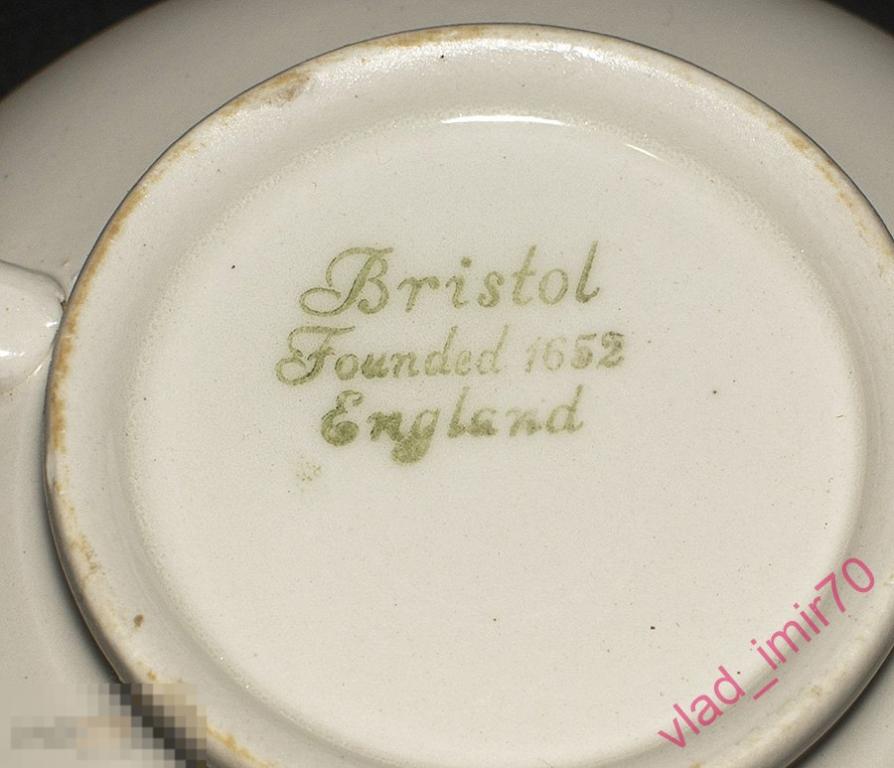 Bristol
Founded 1652
England
vlad_imir70